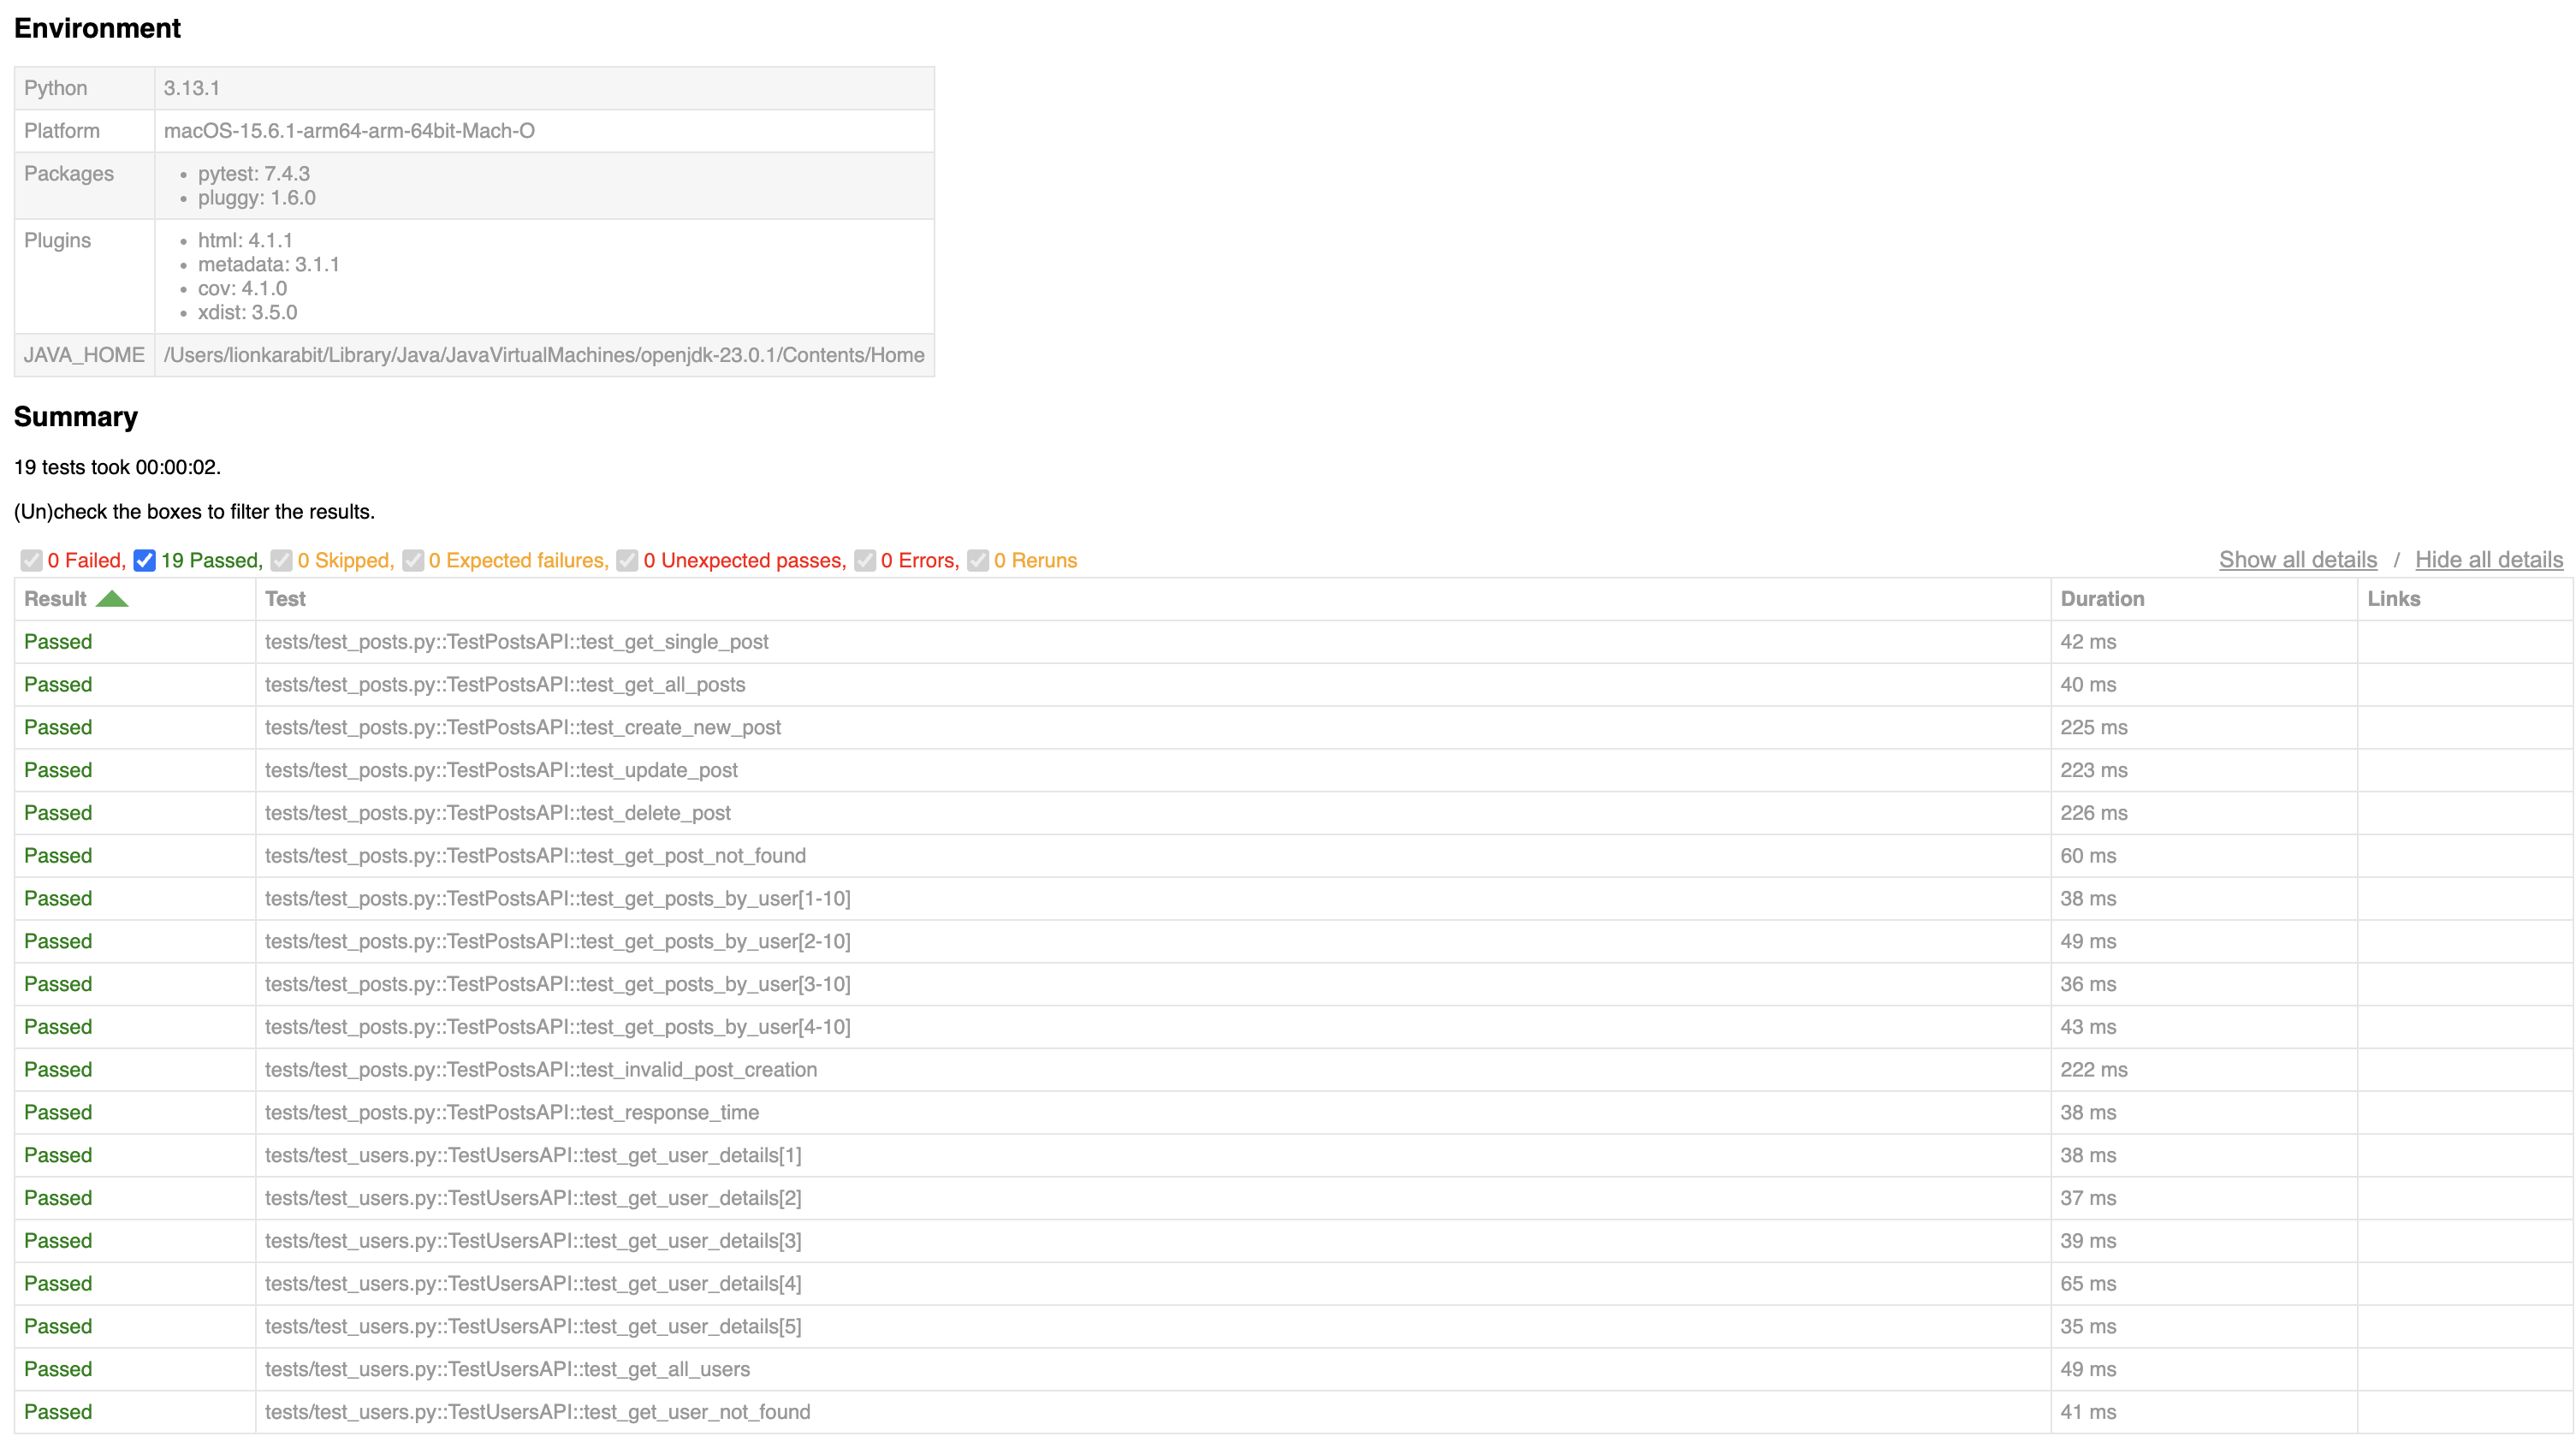 Environment
Python 3.13.1
Platform macOS-15.6.1-arm64-arm-64bit-Mach-O
Packages
• pytest: 7.4.3
• pluggy: 1.6.0
Plugins
• html: 4.1.1
• metadata: 3.1.1
• cov: 4.1.0
• xdist: 3.5.0
JAVA_HOME /Users/lionkarabit/Library/Java/JavaVirtualMachines/openjdk-23.0.1/Contents/Home
Summary
19 tests took 00:00:02.
(Un)check the boxes to filter the results.
0 Failed, 19 Passed, 0 Skipped, 0 Expected failures, 0 Unexpected passes, 0 Errors, 0 Reruns Show all details / Hide all details
Result Test Duration Links
Passed tests/test_posts.py::TestPostsAPI::test_get_single_post 42 ms
Passed tests/test_posts.py::TestPostsAPI::test_get_all_posts 40 ms
Passed tests/test_posts.py::TestPostsAPI::test_create_new_post 225 ms
Passed tests/test_posts.py::TestPostsAPI::test_update_post 223 ms
Passed tests/test_posts.py::TestPostsAPI::test_delete_post 226 ms
Passed tests/test_posts.py::TestPostsAPI::test_get_post_not_found 60 ms
Passed tests/test_posts.py::TestPostsAPI::test_get_posts_by_user[1-10] 38 ms
Passed tests/test_posts.py::TestPostsAPI::test_get_posts_by_user[2-10] 49 ms
Passed tests/test_posts.py::TestPostsAPI::test_get_posts_by_user[3-10] 36 ms
Passed tests/test_posts.py::TestPostsAPI::test_get_posts_by_user[4-10] 43 ms
Passed tests/test_posts.py::TestPostsAPI::test_invalid_post_creation 222 ms
Passed tests/test_posts.py::TestPostsAPI::test_response_time 38 ms
Passed tests/test_users.py::TestUsersAPI::test_get_user_details[1] 38 ms
Passed tests/test_users.py::TestUsersAPI::test_get_user_details[2] 37 ms
Passed tests/test_users.py::TestUsersAPI::test_get_user_details[3] 39 ms
Passed tests/test_users.py::TestUsersAPI::test_get_user_details[4] 65 ms
Passed tests/test_users.py::TestUsersAPI::test_get_user_details[5] 35 ms
Passed tests/test_users.py::TestUsersAPI::test_get_all_users 49 ms
Passed tests/test_users.py::TestUsersAPI::test_get_user_not_found 41 ms